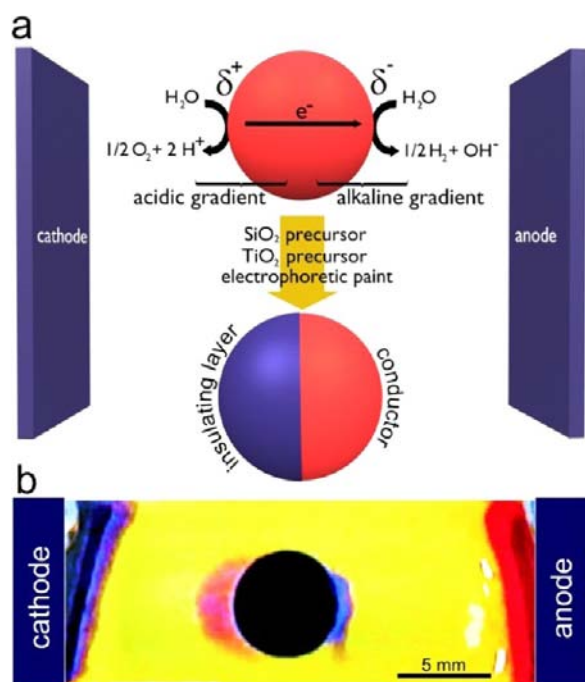 a
δ⁺ δ⁻
H₂O H₂O
e⁻
1/2 O₂ + 2 H⁺ 1/2 H₂ + OH⁻
acidic gradient alkaline gradient
cathode anode
SiO₂ precursor
TiO₂ precursor
electrophoretic paint
insulating layer conductor
b
cathode anode
5 mm